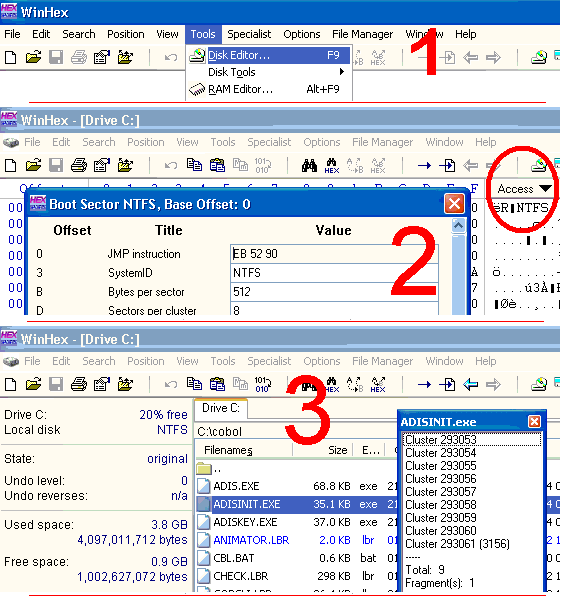 WinHex
File Edit Search Position View Tools Specialist Options File Manager Window Help
1
Disk Editor... F9
Disk Tools
RAM Editor... Alt+F9
WinHex - [Drive C:]
File Edit Search Position View Tools Specialist Options File Manager Window Help
Access
Boot Sector NTFS, Base Offset: 0
Offset Title Value
0 JMP instruction EB 52 90
3 SystemID NTFS
B Bytes per sector 512
D Sectors per cluster 8
2
WinHex - [Drive C:]
File Edit Search Position View Tools Specialist Options File Manager Window Help
3
Drive C: 20% free
Local disk NTFS
State: original
Undo level: 0
Undo reverses: n/a
Used space: 3.8 GB
4,097,011,712 bytes
Free space: 0.9 GB
1,002,627,072 bytes
Drive C:
C:\cobol
Filenames Size E...
..
ADIS.EXE 68.8 KB exe
ADISINIT.EXE 35.1 KB exe
ADISKEY.EXE 37.0 KB exe
ANIMATOR.LBR 2.0 KB lbr
CBL.BAT 0.6 KB bat
CHECK.LBR 298 KB lbr
ADISINIT.exe
Cluster 293053
Cluster 293054
Cluster 293055
Cluster 293056
Cluster 293057
Cluster 293058
Cluster 293059
Cluster 293060
Cluster 293061 (3156)
-----
Total: 9
Fragment(s): 1